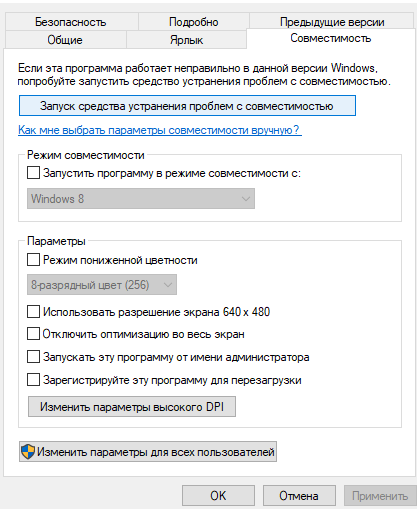 Безопасность Подробно Предыдущие версии
Общие Ярлык Совместимость
Если эта программа работает неправильно в данной версии Windows,
попробуйте запустить средство устранения проблем с совместимостью.
Запуск средства устранения проблем с совместимостью
Как мне выбрать параметры совместимости вручную?
Режим совместимости
Запустить программу в режиме совместимости с:
Windows 8
Параметры
Режим пониженной цветности
8-разрядный цвет (256)
Использовать разрешение экрана 640 x 480
Отключить оптимизацию во весь экран
Запускать эту программу от имени администратора
Зарегистрируйте эту программу для перезагрузки
Изменить параметры высокого DPI
Изменить параметры для всех пользователей
OK Отмена Применить